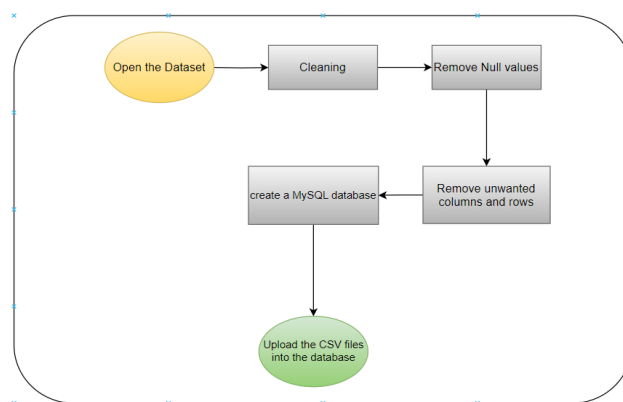 Open the Dataset
Cleaning
Remove Null values
Remove unwanted
columns and rows
create a MySQL database
Upload the CSV files
into the database